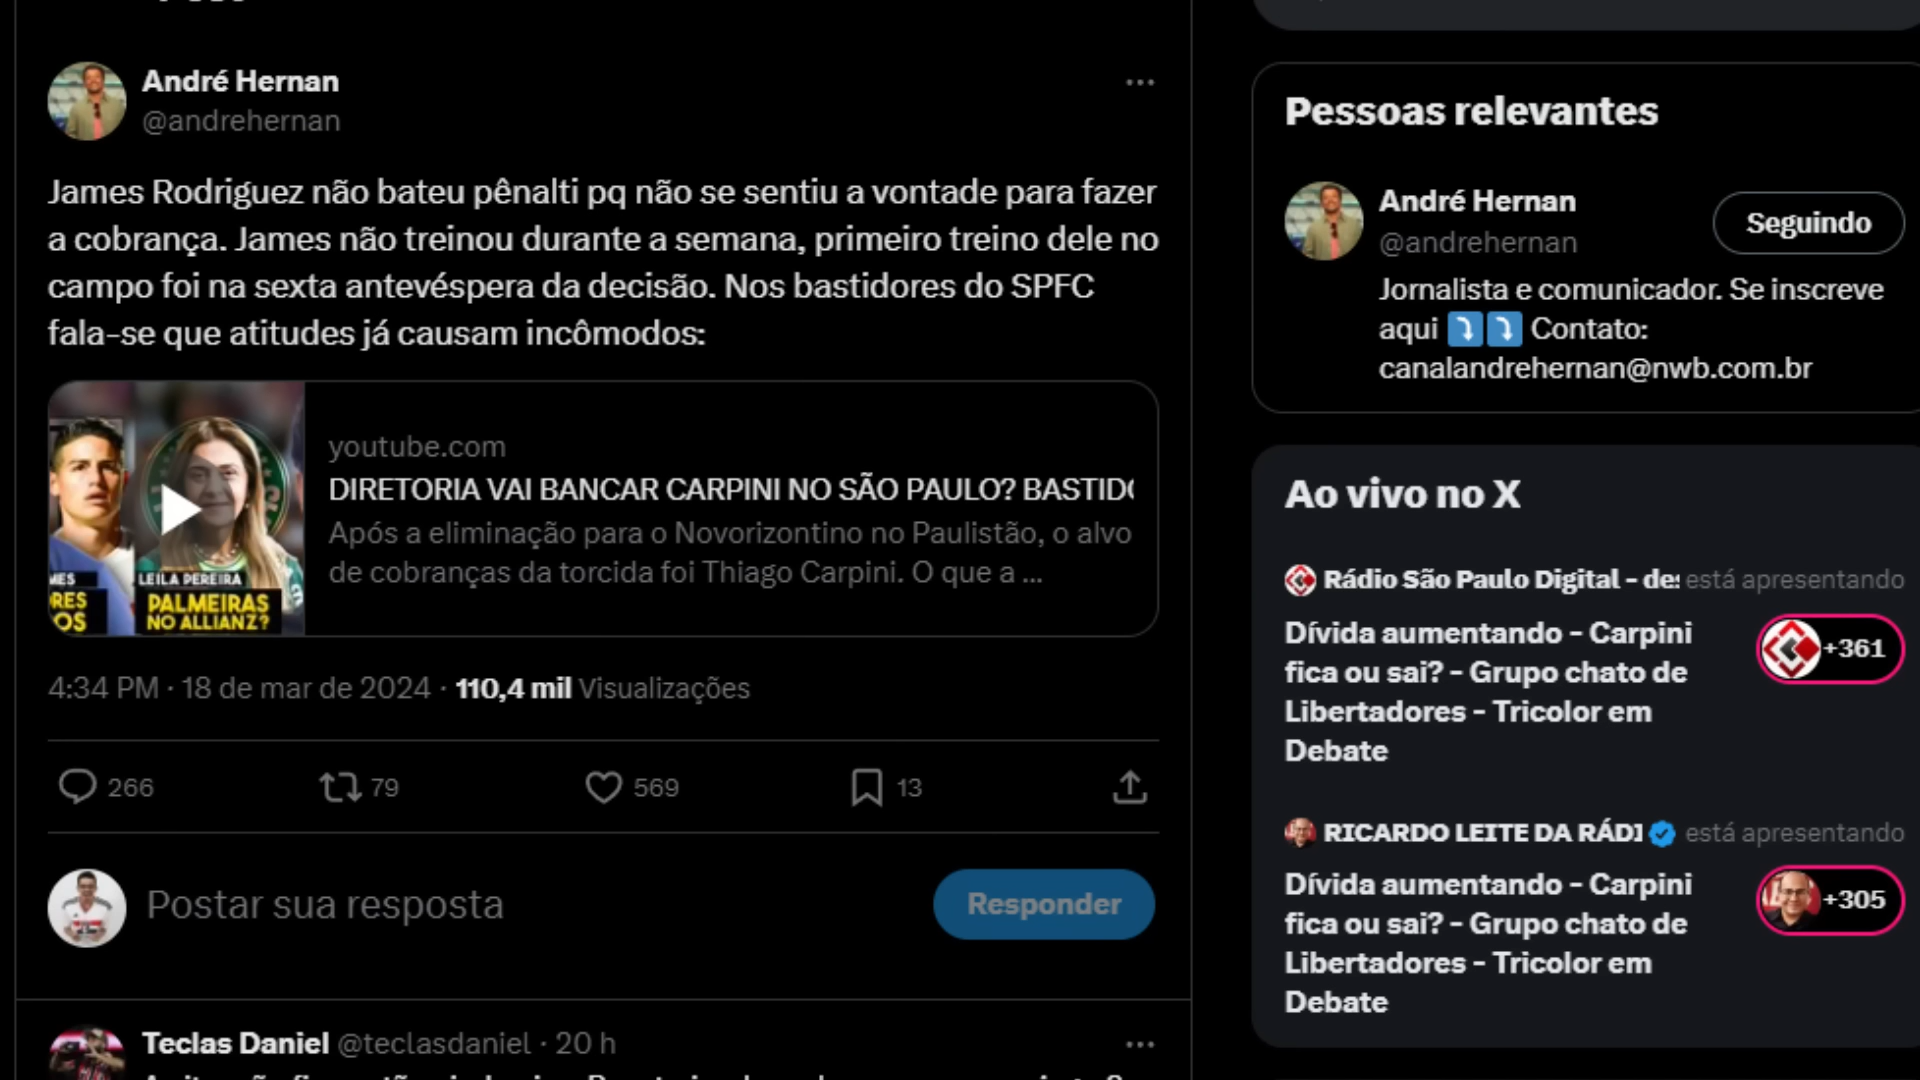 André Hernan
@andrehernan
James Rodriguez não bateu pênalti pq não se sentiu a vontade para fazer
a cobrança. James não treinou durante a semana, primeiro treino dele no
campo foi na sexta antevéspera da decisão. Nos bastidores do SPFC
fala-se que atitudes já causam incômodos:
LEILA PEREIRA
PALMEIRAS
NO ALLIANZ?
youtube.com
DIRETORIA VAI BANCAR CARPINI NO SÃO PAULO?
Após a eliminação para o Novorizontino no Paulistão, o alvo
de cobranças da torcida foi Thiago Carpini. O que a ...
4:34 PM · 18 de mar de 2024 · 110,4 mil Visualizações
266 79 569 13
Postar sua resposta
Responder
Teclas Daniel @teclasdaniel · 20 h
Pessoas relevantes
André Hernan
@andrehernan
Seguindo
Jornalista e comunicador. Se inscreve
aqui ⤵️⤵️ Contato:
canalandrehernan@nwb.com.br
Ao vivo no X
Rádio São Paulo Digital - está apresentando
Dívida aumentando - Carpini
fica ou sai? - Grupo chato de
Libertadores - Tricolor em
Debate
+361
RICARDO LEITE DA está apresentando
Dívida aumentando - Carpini
fica ou sai? - Grupo chato de
Libertadores - Tricolor em
Debate
+305